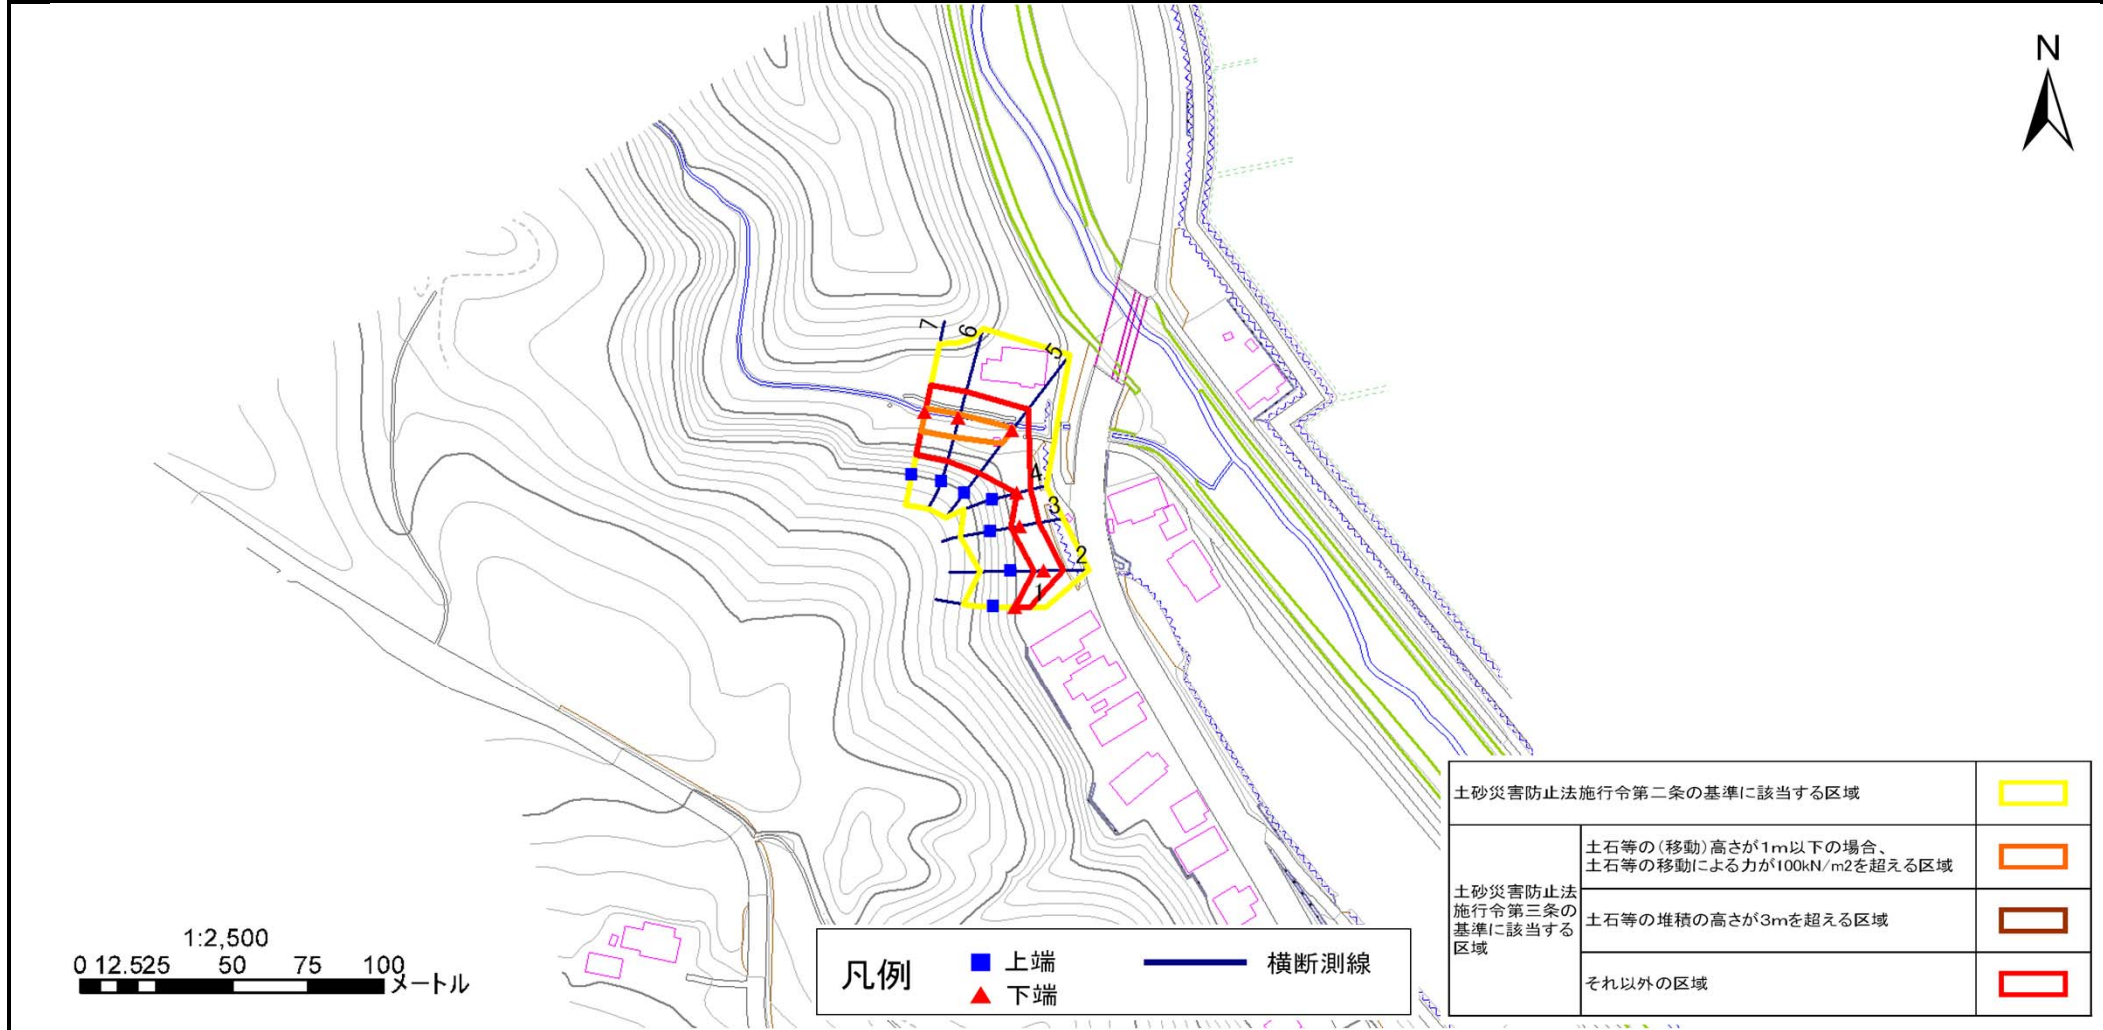 N
7
6
5
4
3
2
1
1:2,500
0 12.525 50 75 100
メートル
凡例
上端
下端
横断測線
土砂災害防止法施行令第二条の基準に該当する区域
土砂災害防止法
施行令第三条の
基準に該当する
区域
土石等の(移動)高さが1m以下の場合、
土石等の移動による力が100kN/m2を超える区域
土石等の堆積の高さが3mを超える区域
それ以外の区域